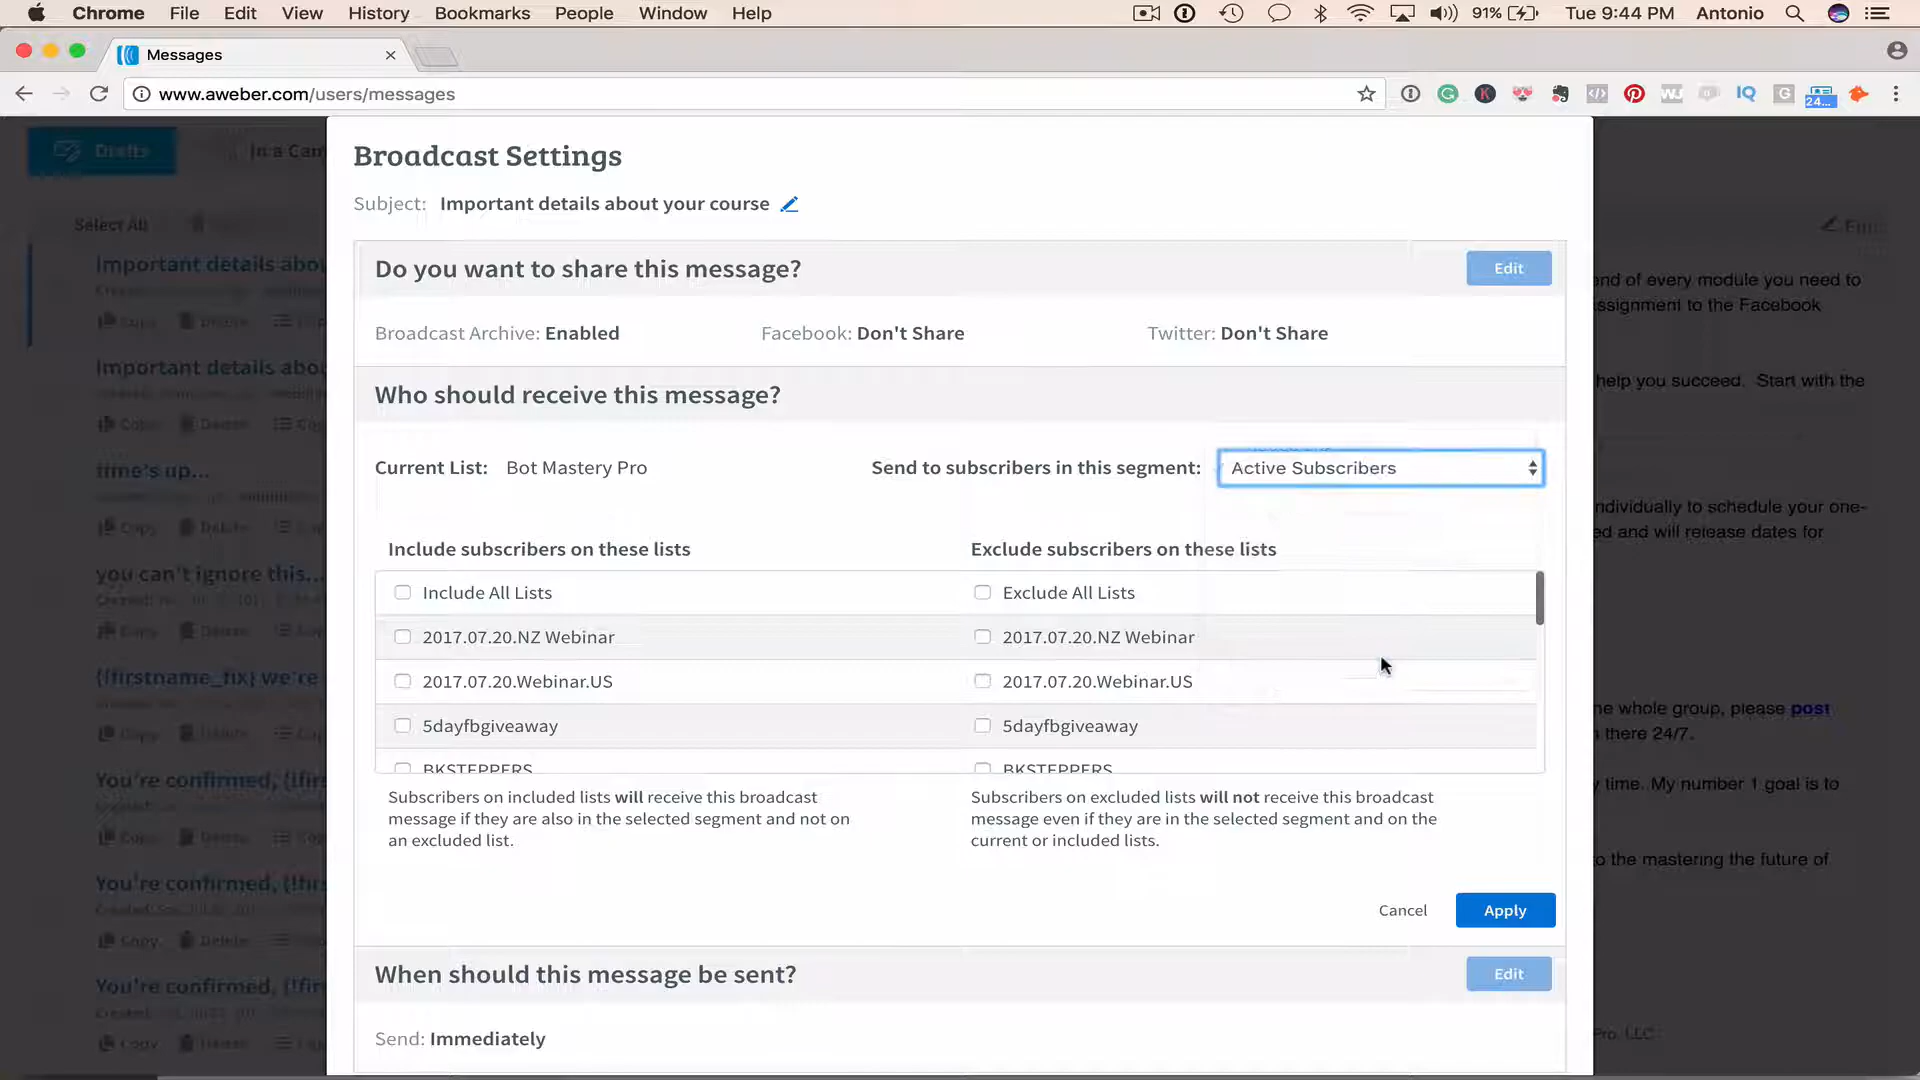 Chrome File Edit View History Bookmarks People Window Help 91% Tue 9:44 PM Antonio
Messages
www.aweber.com/users/messages
24...
Drafts
In a Cam
Select All
Important details abou
Copy Delete
Important details abou
Copy Delete
time's up...
Copy Delete
you can't ignore this...
Copy Delete
{!firstname_fix} we're
Copy Delete
You're confirmed, {!firs
Copy Delete
You're confirmed, {!firs
Copy Delete
You're confirmed, {!firs
Copy Delete
Broadcast Settings
Subject: Important details about your course
Do you want to share this message?
Edit
Broadcast Archive: Enabled Facebook: Don't Share Twitter: Don't Share
Who should receive this message?
Current List: Bot Mastery Pro Send to subscribers in this segment: Active Subscribers
Include subscribers on these lists Exclude subscribers on these lists
Include All Lists Exclude All Lists
2017.07.20.NZ Webinar 2017.07.20.NZ Webinar
2017.07.20.Webinar.US 2017.07.20.Webinar.US
5dayfbgiveaway 5dayfbgiveaway
BKSTEPPERS BKSTEPPERS
Subscribers on included lists will receive this broadcast
message if they are also in the selected segment and not on
an excluded list.
Subscribers on excluded lists will not receive this broadcast
message even if they are in the selected segment and on the
current or included lists.
Cancel Apply
When should this message be sent?
Edit
Send: Immediately
Edit
nd of every module you need to
ssignment to the Facebook
help you succeed. Start with the
ndividually to schedule your one-
ed and will release dates for
he whole group, please post
n there 24/7.
y time. My number 1 goal is to
o the mastering the future of
Pro, LLC